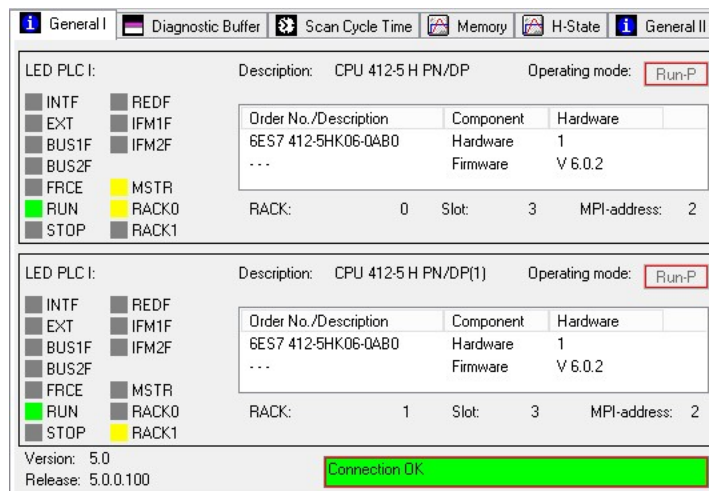 General I Diagnostic Buffer Scan Cycle Time Memory H-State General II
LED PLC I: Description: CPU 412-5 H PN/DP Operating mode: Run-P
INTF REDF
EXT IFM1F
BUS1F IFM2F
BUS2F
FRCE MSTR
RUN RACK0
STOP RACK1
Order No./Description Component Hardware
6ES7 412-5HK06-0AB0 Hardware 1
- - - Firmware V 6.0.2
RACK: 0 Slot: 3 MPI-address: 2
LED PLC I: Description: CPU 412-5 H PN/DP(1) Operating mode: Run-P
INTF REDF
EXT IFM1F
BUS1F IFM2F
BUS2F
FRCE MSTR
RUN RACK0
STOP RACK1
Order No./Description Component Hardware
6ES7 412-5HK06-0AB0 Hardware 1
- - - Firmware V 6.0.2
RACK: 1 Slot: 3 MPI-address: 2
Version: 5.0
Release: 5.0.0.100
Connection OK